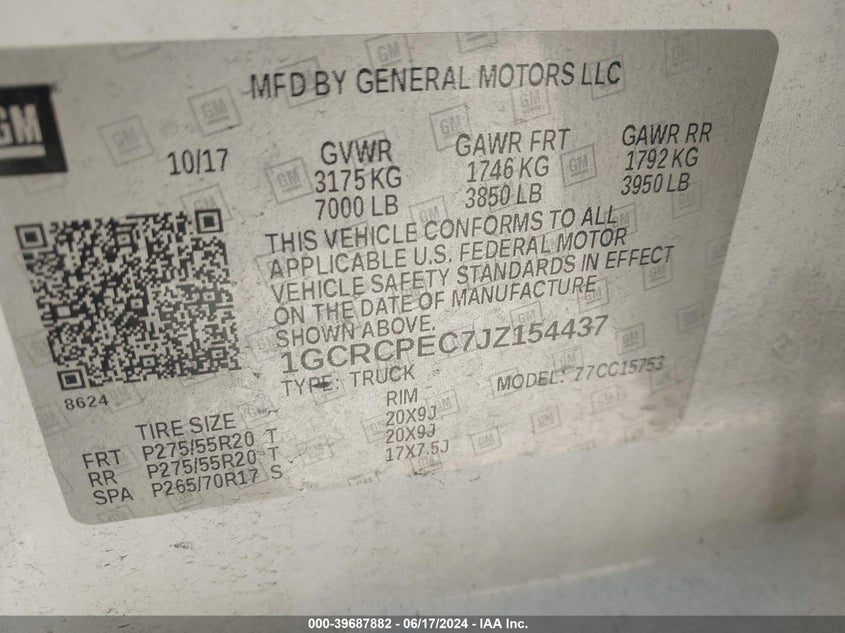 GM
MFD BY GENERAL MOTORS LLC
10/17
GVWR
3175 KG
7000 LB
GAWR FRT
1746 KG
3850 LB
GAWR RR
1792 KG
3950 LB
THIS VEHICLE CONFORMS TO ALL
APPLICABLE U.S. FEDERAL MOTOR
VEHICLE SAFETY STANDARDS IN EFFECT
ON THE DATE OF MANUFACTURE
SHOWN ABOVE.
1GCRCPEC7JZ154437
TYPE: TRUCK
MODEL: 77CC15753
8624
TIRE SIZE RIM
FRT P275/55R20 T 20X9J
RR P275/55R20 T 20X9J
SPA P265/70R17 S 17X7.5J
000-39687882 - 06/17/2024 - IAA Inc.